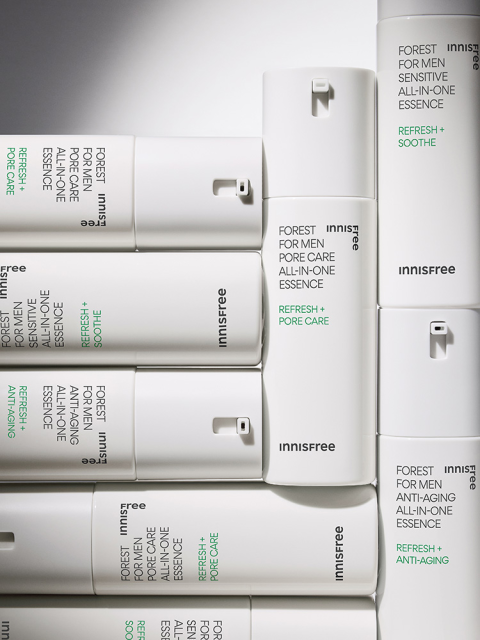 FOREST
FOR MEN
SENSITIVE
ALL-IN-ONE
ESSENCE
INNISFree
REFRESH +
SOOTHE
INNISFree
FOREST
FOR MEN
PORE CARE
ALL-IN-ONE
ESSENCE
INNISFree
REFRESH +
PORE CARE
FOREST
FOR MEN
PORE CARE
ALL-IN-ONE
ESSENCE
INNISFree
REFRESH +
PORE CARE
INNISFree
INNISFree
FOREST
FOR MEN
SENSITIVE
ALL-IN-ONE
ESSENCE
REFRESH +
SOOTHE
INNISFree
FOREST
FOR MEN
ANTI-AGING
ALL-IN-ONE
ESSENCE
INNISFree
REFRESH +
ANTI-AGING
FOREST
FOR MEN
ANTI-AGING
ALL-IN-ONE
ESSENCE
INNISFree
REFRESH +
ANTI-AGING
INNISFree
FOREST
FOR MEN
PORE CARE
ALL-IN-ONE
ESSENCE
REFRESH +
PORE CARE
INNISFree